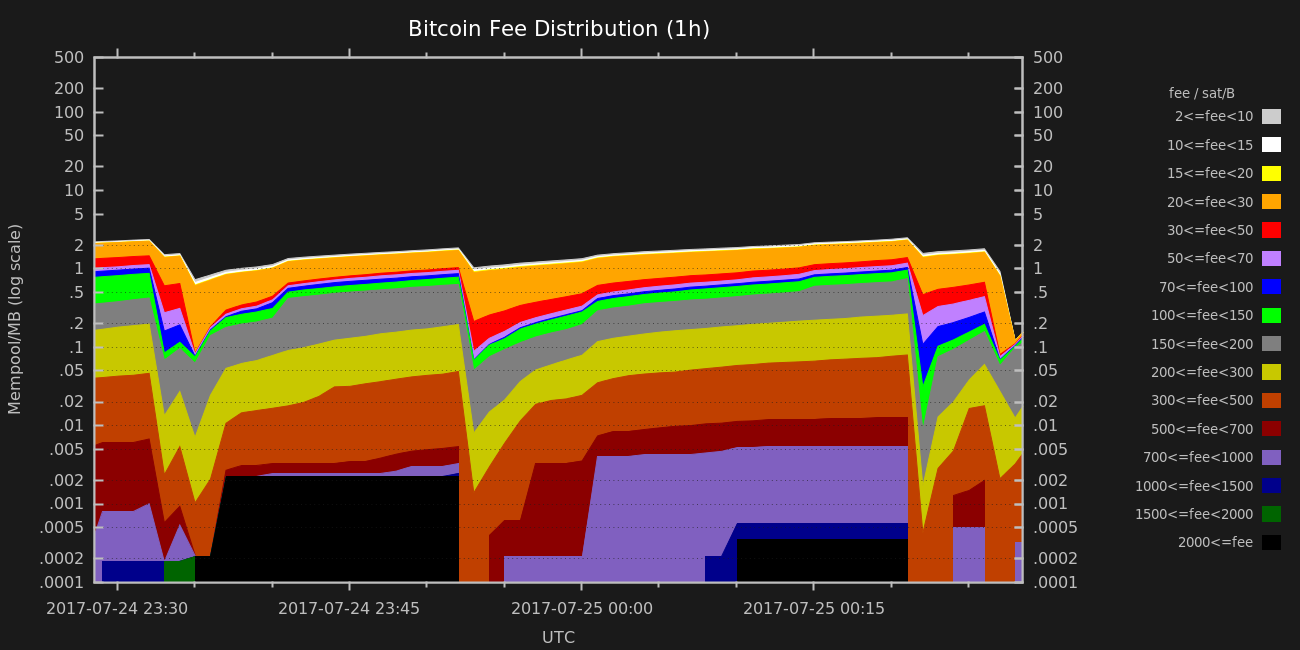 Bitcoin Fee Distribution (1h)
500 500
200 200
100 100
50 50
20 20
10 10
5 5
2 2
1 1
.5 .5
.2 .2
.1 .1
.05 .05
.02 .02
.01 .01
.005 .005
.002 .002
.001 .001
.0005 .0005
.0002 .0002
.0001 .0001
Mempool/MB (log scale)
2017-07-24 23:30 2017-07-24 23:45 2017-07-25 00:00 2017-07-25 00:15
UTC
fee / sat/B
2<=fee<10
10<=fee<15
15<=fee<20
20<=fee<30
30<=fee<50
50<=fee<70
70<=fee<100
100<=fee<150
150<=fee<200
200<=fee<300
300<=fee<500
500<=fee<700
700<=fee<1000
1000<=fee<1500
1500<=fee<2000
2000<=fee